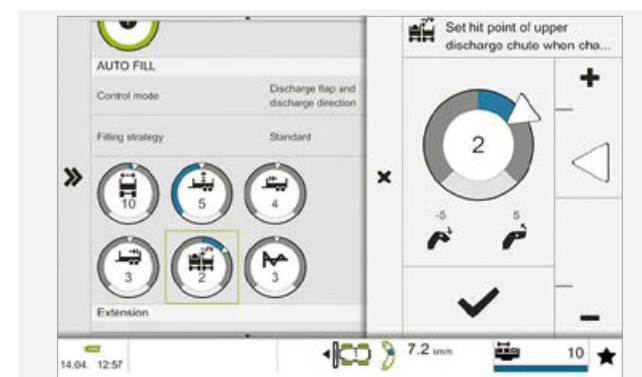 AUTO FILL
Control mode
Discharge flap and
discharge direction
Filling strategy
Standard
10
5
4
3
2
3
Extension
Set hit point of upper
discharge chute when cha...
2
-5
5
14.04. 12:57
1
7.2 km/h
10